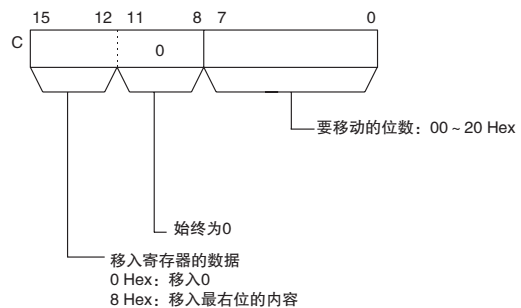 15 12 11 8 7 0
C
0
要移动的位数：00 ~ 20 Hex
始终为0
移入寄存器的数据
0 Hex：移入0
8 Hex：移入最右位的内容